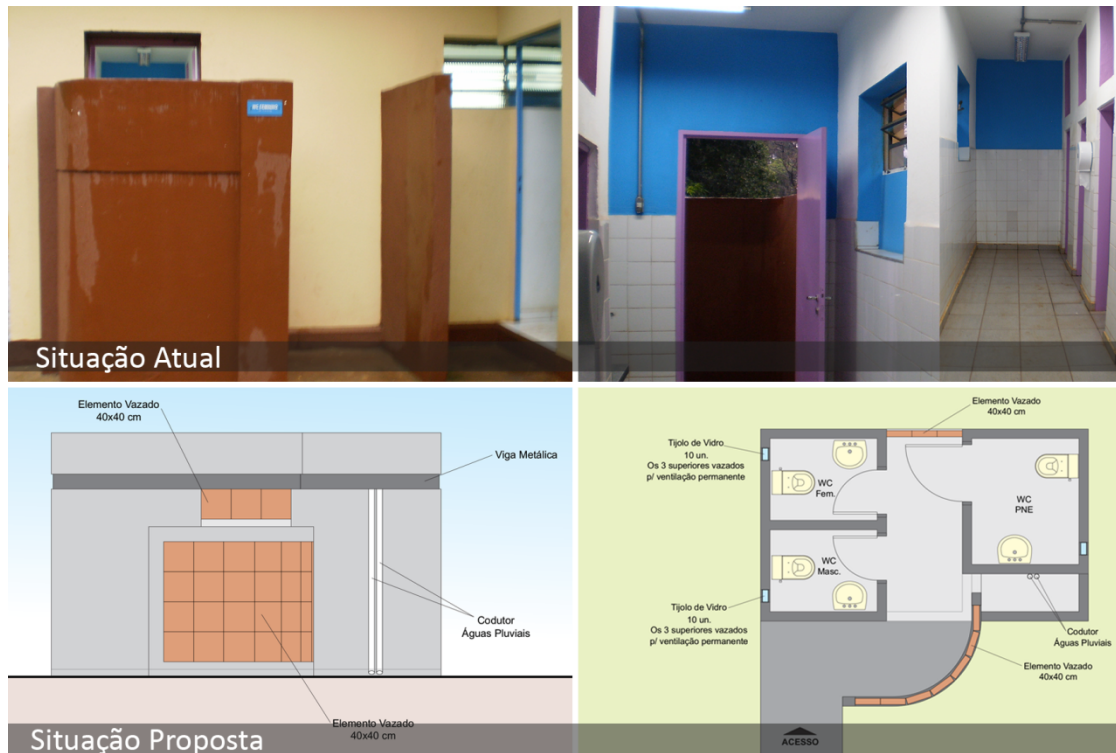 Situação Atual
Elemento Vazado
40x40 cm
Viga Metálica
Codutor
Águas Pluviais
Elemento Vazado
40x40 cm
Situação Proposta
Elemento Vazado
40x40 cm
Tijolo de Vidro
10 un.
Os 3 superiores vazados
p/ ventilação permanente
WC
Fem.
WC
PNE
WC
Masc.
Tijolo de Vidro
10 un.
Os 3 superiores vazados
p/ ventilação permanente
Codutor
Águas Pluviais
Elemento Vazado
40x40 cm
ACESSO